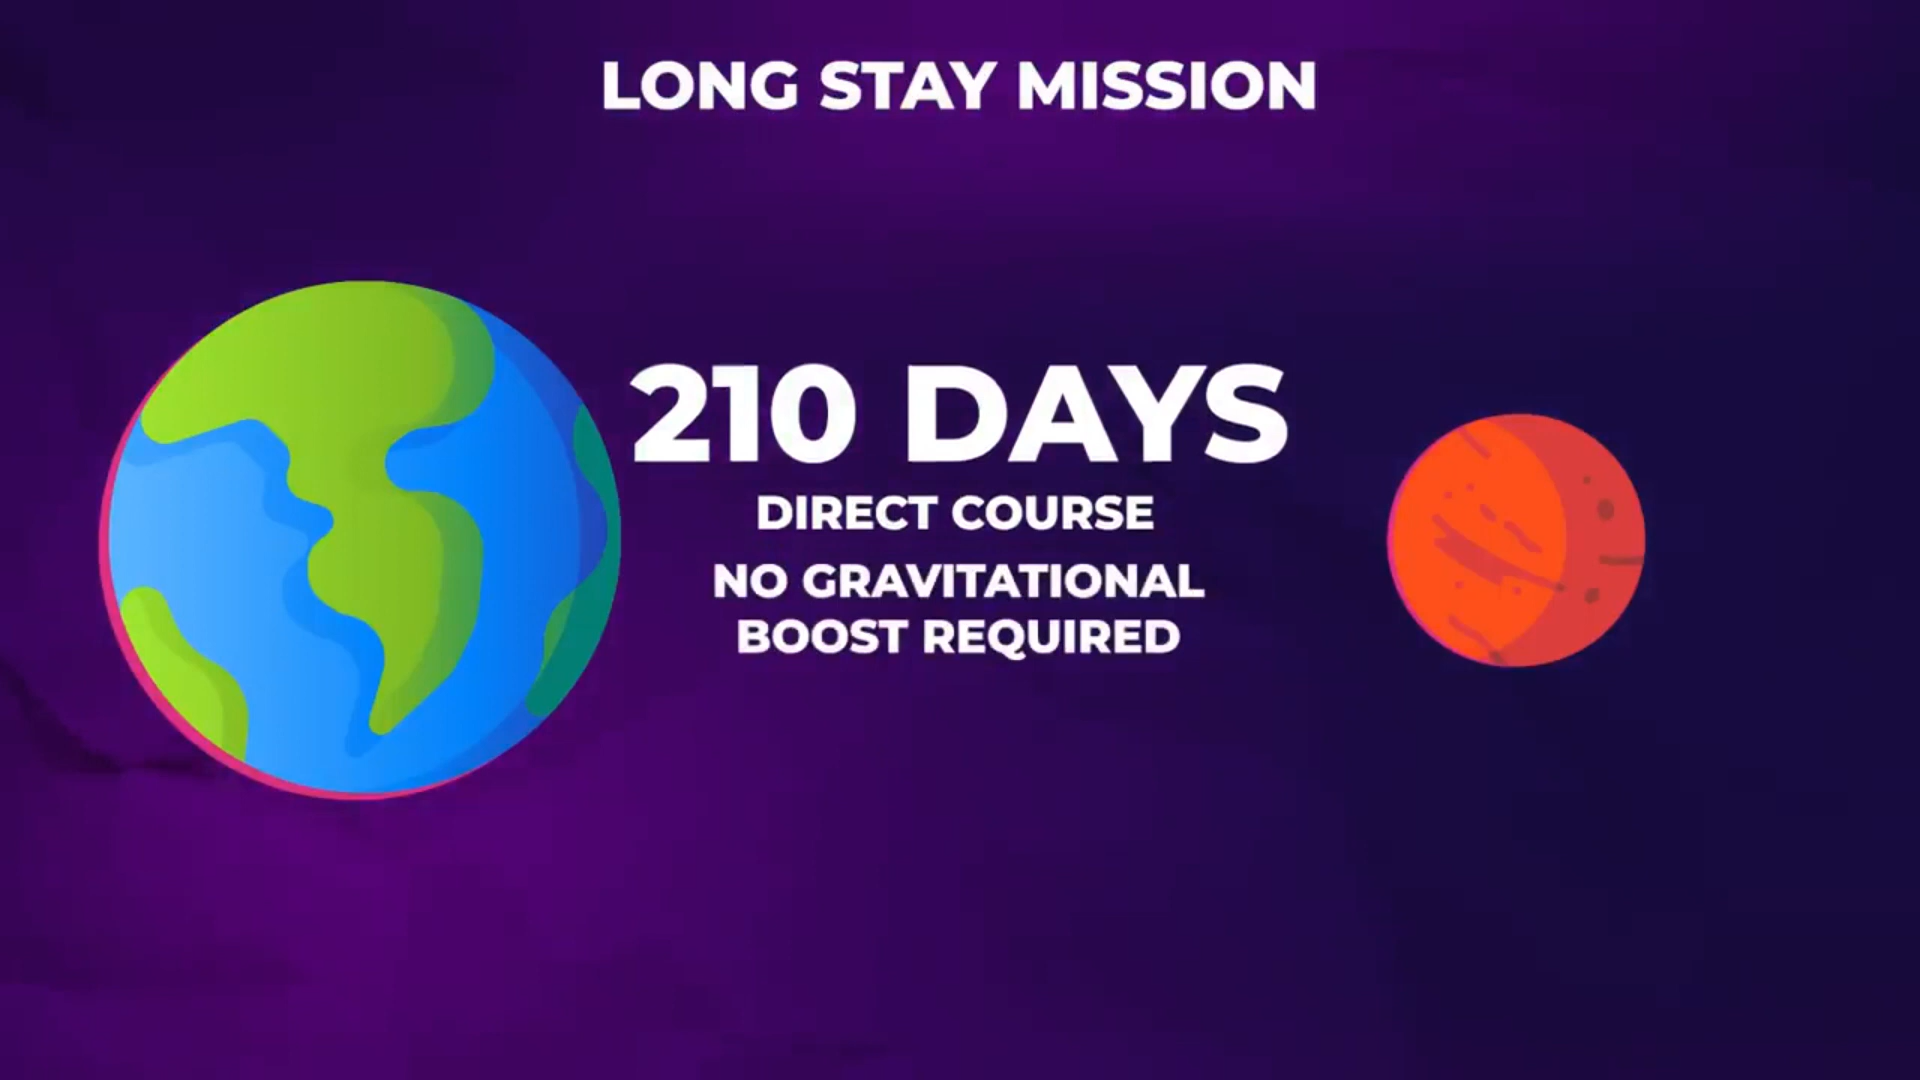 LONG STAY MISSION
210 DAYS
DIRECT COURSE
NO GRAVITATIONAL
BOOST REQUIRED